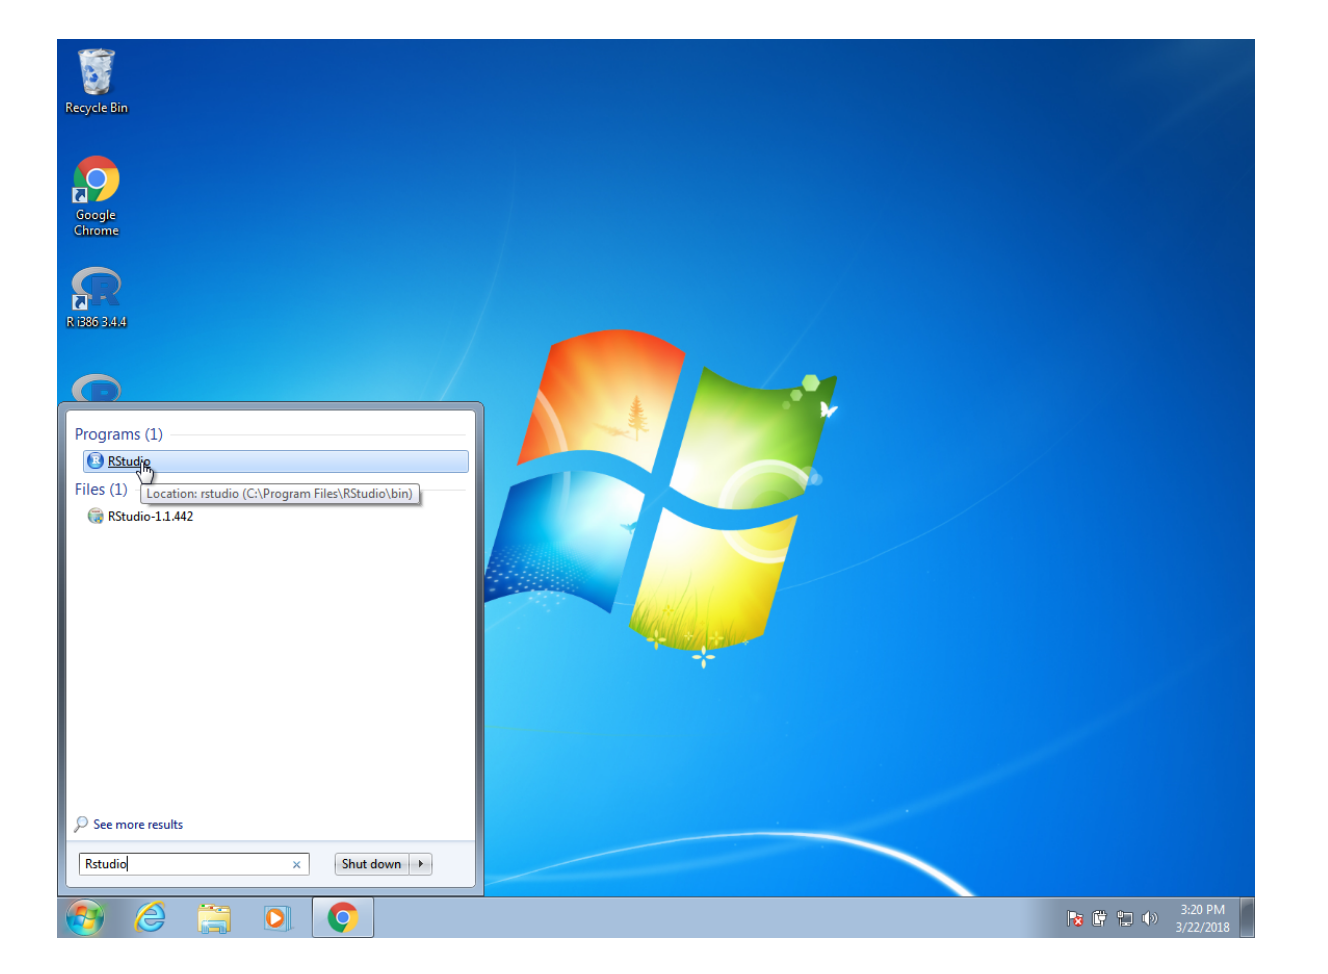 Recycle Bin
Google
Chrome
R i386 3.4.4
Programs (1)
RStudio
Files (1)
Location: rstudio (C:\Program Files\RStudio\bin)
RStudio-1.1.442
See more results
Rstudio
Shut down
3:20 PM
3/22/2018